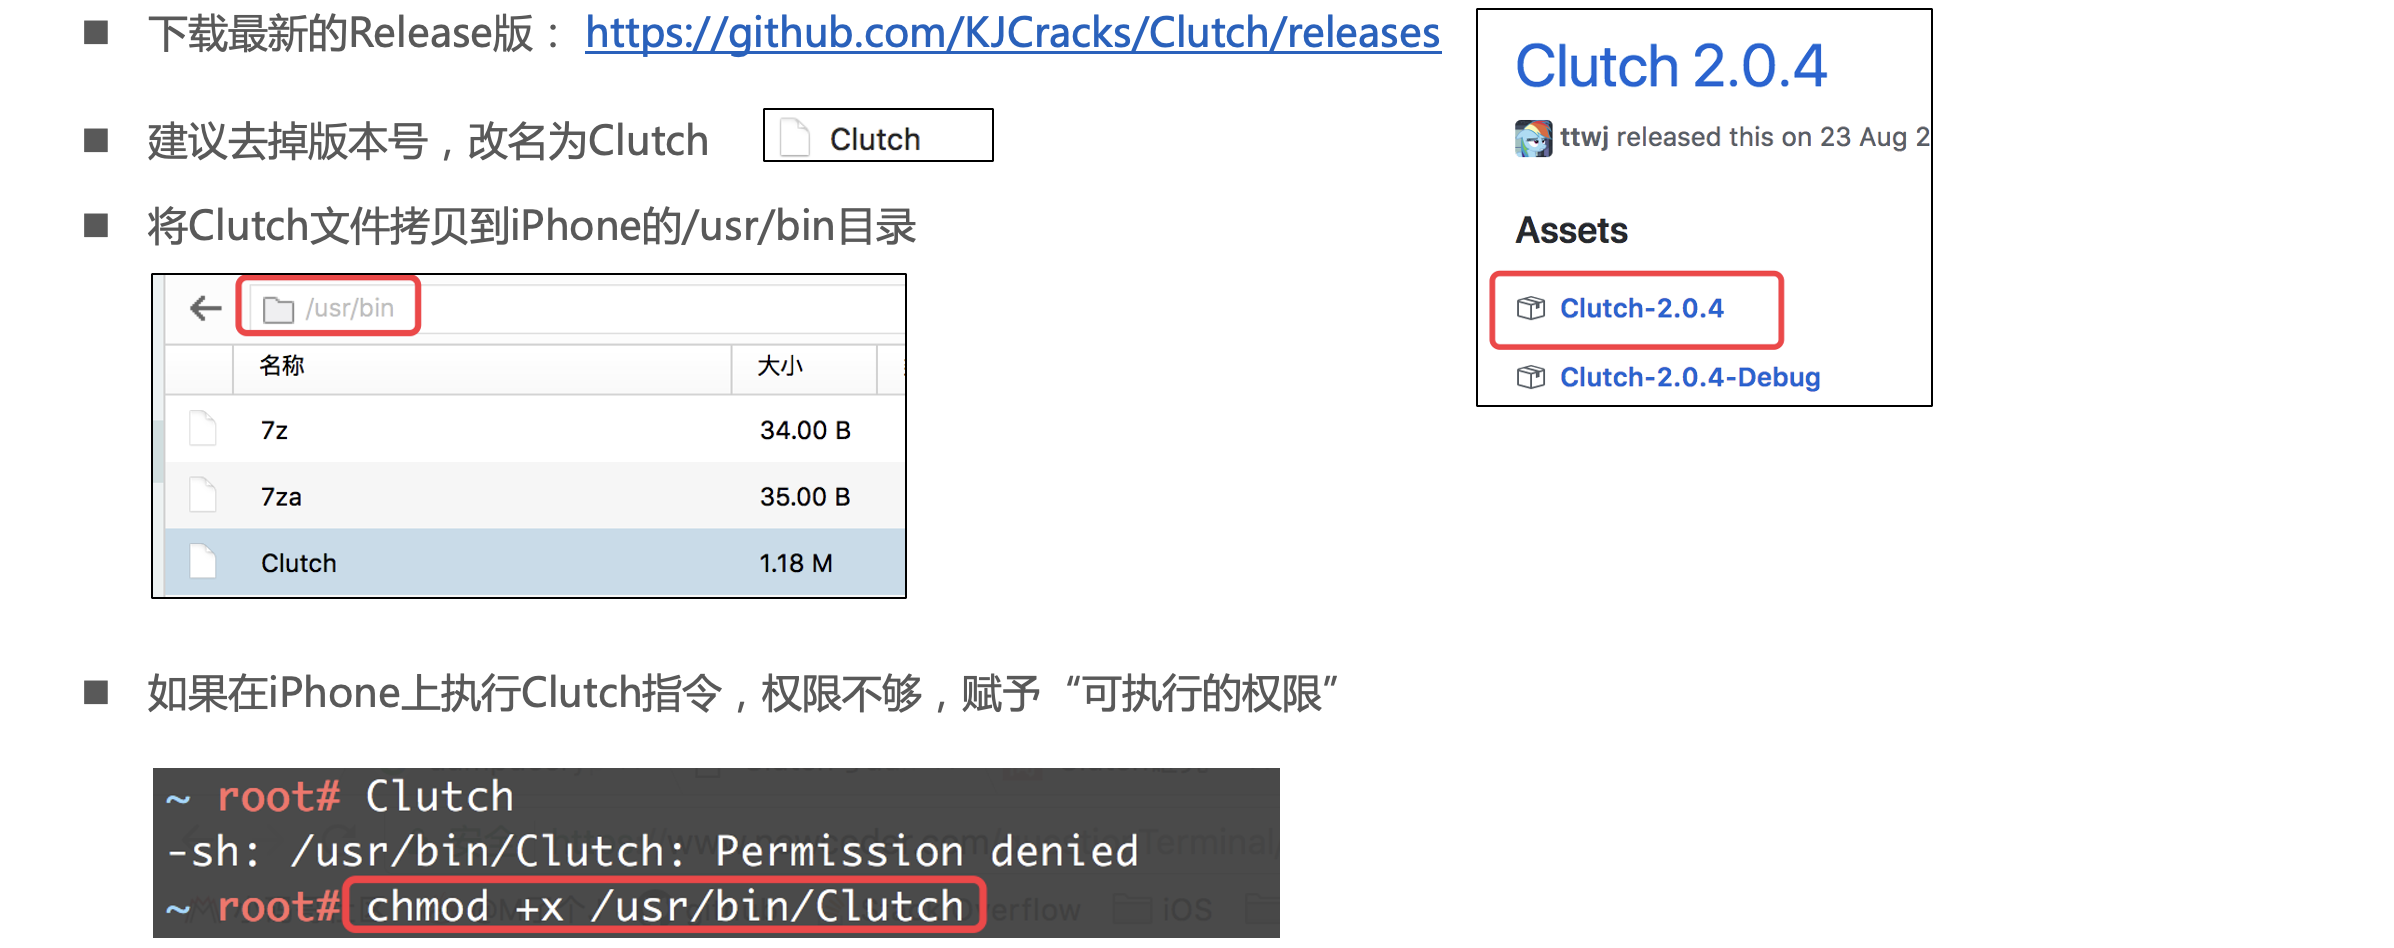 下载最新的Release版： https://github.com/KJCracks/Clutch/releases
建议去掉版本号，改名为Clutch
Clutch
将Clutch文件拷贝到iPhone的/usr/bin目录
/usr/bin
名称 大小
7z 34.00 B
7za 35.00 B
Clutch 1.18 M
Clutch 2.0.4
ttwj released this on 23 Aug 2
Assets
Clutch-2.0.4
Clutch-2.0.4-Debug
如果在iPhone上执行Clutch指令，权限不够，赋予“可执行的权限”
~ root# Clutch
-sh: /usr/bin/Clutch: Permission denied
~ root# chmod +x /usr/bin/Clutch